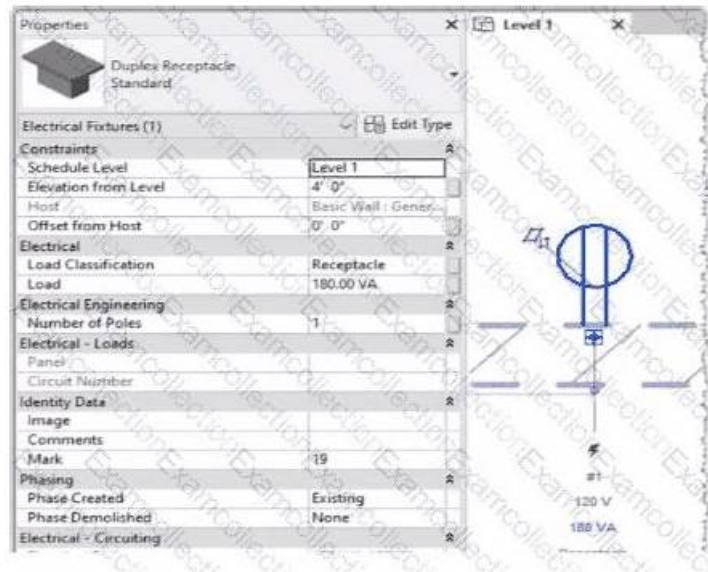 Properties
Level 1
Duplex Receptacle
Standard
Electrical Fixtures (1)
Edit Type
Constraints
Schedule Level Level 1
Elevation from Level 4' 0"
Host Basic Wall : Gener...
Offset from Host 0' 0"
Electrical
Load Classification Receptacle
Load 180.00 VA
Electrical Engineering
Number of Poles 1
Electrical - Loads
Panel
Circuit Number
Identity Data
Image
Comments
Mark 19
Phasing
Phase Created Existing
Phase Demolished None
Electrical - Circuiting
#1
120 V
180 VA
Examcollection